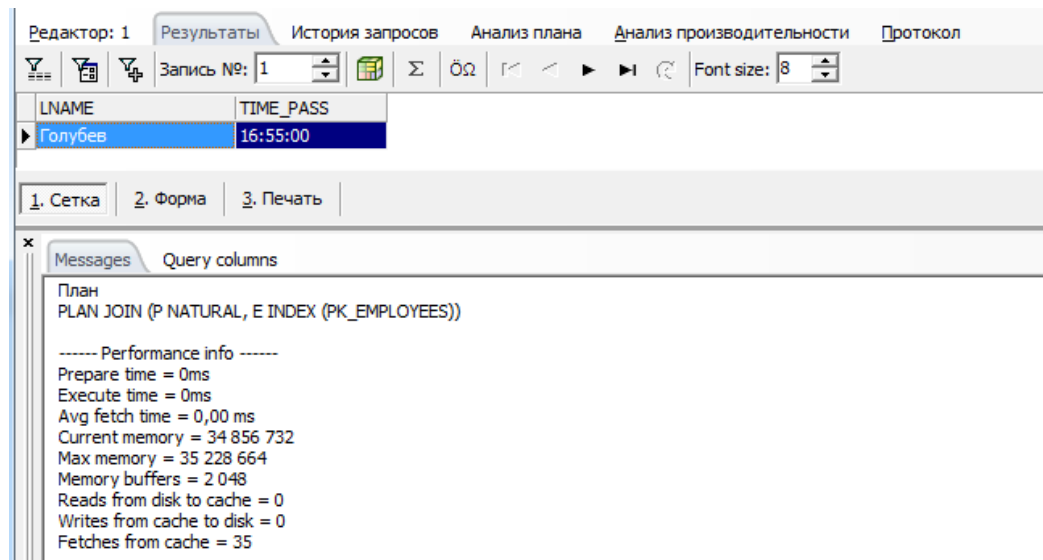 Редактор: 1 Результаты История запросов Анализ плана Анализ производительности Протокол
Запись №: 1 Σ ÖΩ Font size: 8
LNAME TIME_PASS
Голубев 16:55:00
1. Сетка 2. Форма 3. Печать
Messages Query columns
План
PLAN JOIN (P NATURAL, E INDEX (PK_EMPLOYEES))
------ Performance info ------
Prepare time = 0ms
Execute time = 0ms
Avg fetch time = 0,00 ms
Current memory = 34 856 732
Max memory = 35 228 664
Memory buffers = 2 048
Reads from disk to cache = 0
Writes from cache to disk = 0
Fetches from cache = 35